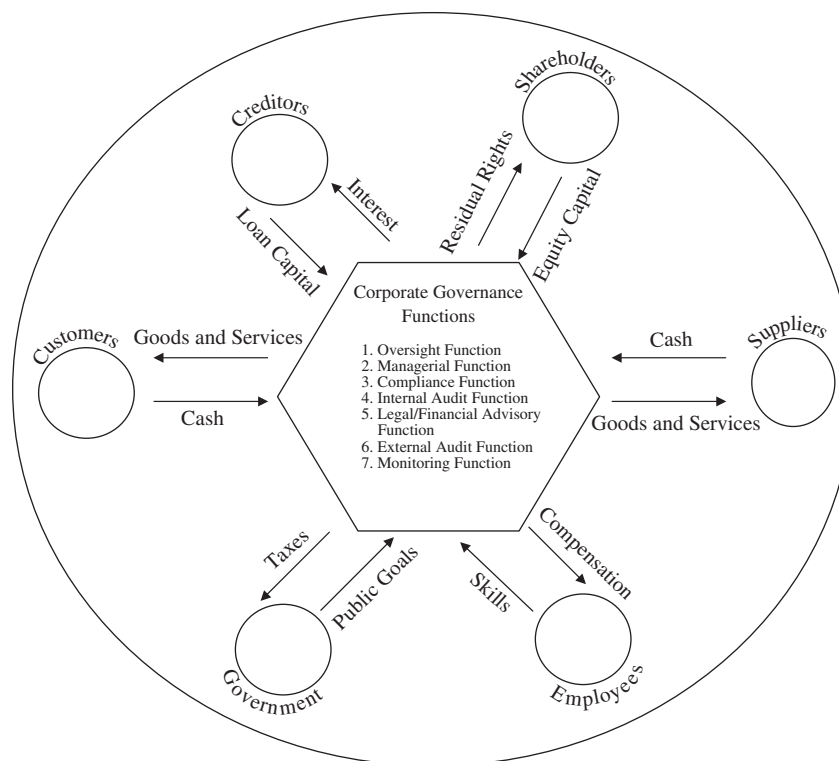 Shareholders
Creditors
Interest
Loan Capital
Residual Rights
Equity Capital
Corporate Governance
Functions
1. Oversight Function
2. Managerial Function
3. Compliance Function
4. Internal Audit Function
5. Legal/Financial Advisory
Function
6. External Audit Function
7. Monitoring Function
Customers
Goods and Services
Cash
Suppliers
Cash
Goods and Services
Taxes
Public Goals
Government
Compensation
Skills
Employees